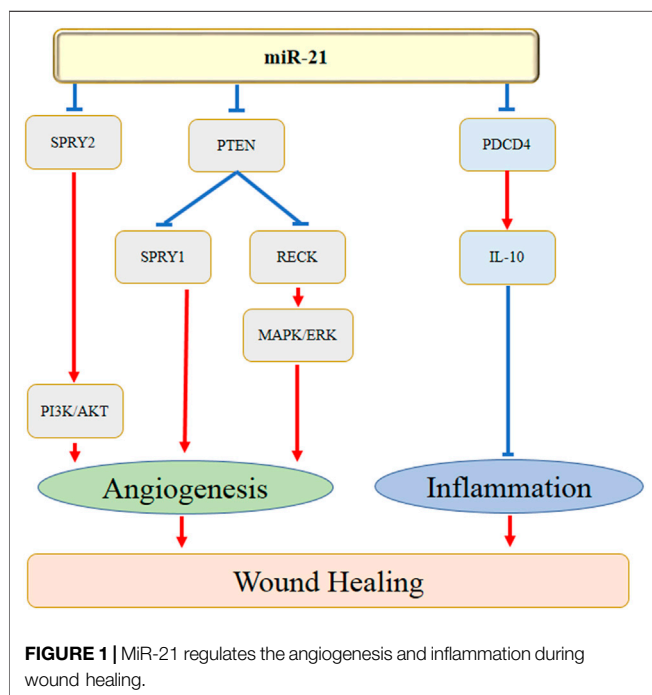 miR-21
SPRY2
PTEN
PDCD4
SPRY1
RECK
IL-10
MAPK/ERK
PI3K/AKT
Angiogenesis
Inflammation
Wound Healing
FIGURE 1 | MiR-21 regulates the angiogenesis and inflammation during
wound healing.